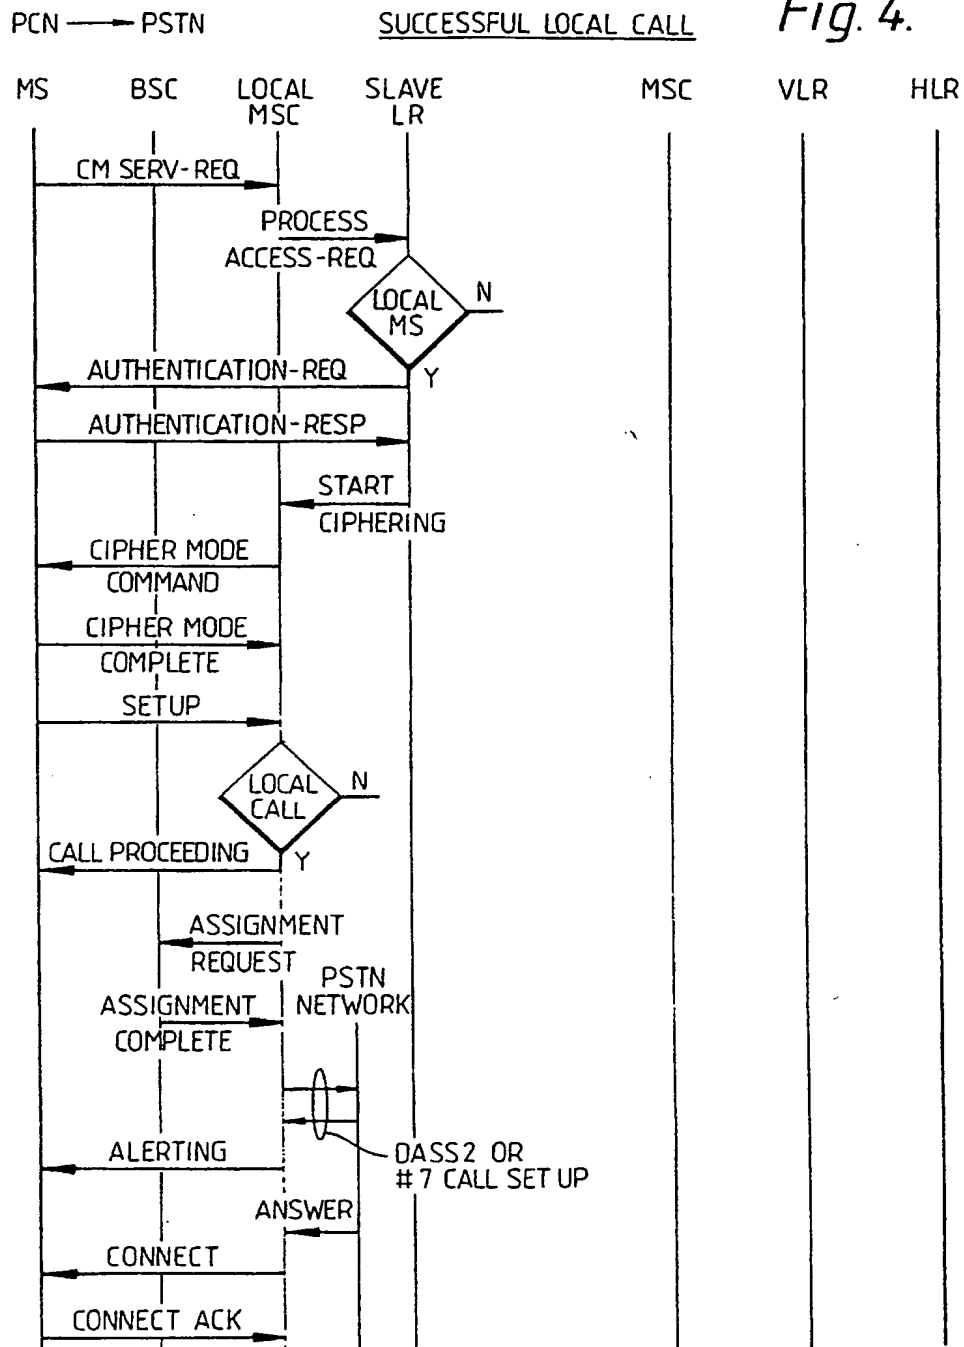 PCN → PSTN
SUCCESSFUL LOCAL CALL
Fig. 4.
MS
BSC
LOCAL
MSC
SLAVE
LR
MSC
VLR
HLR
CM SERV-REQ
PROCESS
ACCESS-REQ
LOCAL
MS
N
Y
AUTHENTICATION-REQ
AUTHENTICATION-RESP
START
CIPHERING
CIPHER MODE
COMMAND
CIPHER MODE
COMPLETE
SETUP
LOCAL
CALL
N
Y
CALL PROCEEDING
ASSIGNMENT
REQUEST
PSTN
NETWORK
ASSIGNMENT
COMPLETE
DASS2 OR
#7 CALL SET UP
ALERTING
ANSWER
CONNECT
CONNECT ACK